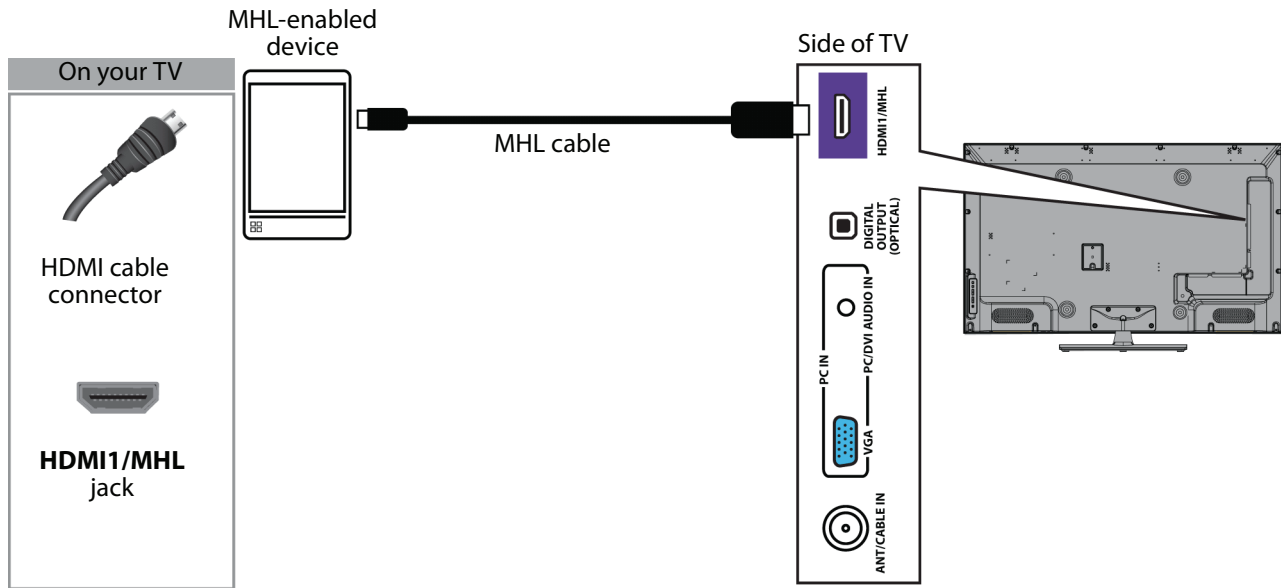 MHL-enabled
device
Side of TV
On your TV
HDMI1/MHL
MHL cable
DIGITAL
OUTPUT
(OPTICAL)
HDMI cable
connector
PC IN
PC/DVI AUDIO IN
VGA
HDMI1/MHL
jack
ANT/CABLE IN